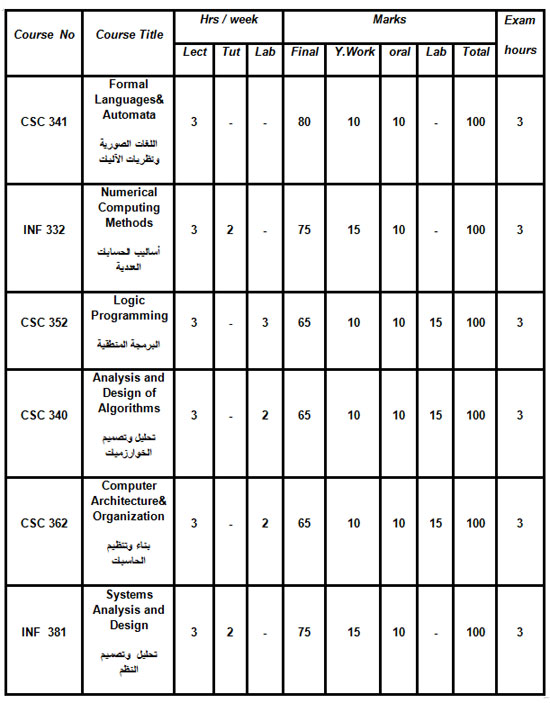 Course No Course Title Hrs / week Marks Exam hours
Lect Tut Lab Final Y.Work oral Lab Total
CSC 341 3 - - 80 10 10 - 100 3
Formal
Languages&
Automata
اللغات الصورية
ونظريات الآليات
INF 332 3 2 - 75 15 10 - 100 3
Numerical
Computing
Methods
أساليب الحسابات
العددية
CSC 352 3 - 3 65 10 10 15 100 3
Logic
Programming
البرمجة المنطقية
CSC 340 3 - 2 65 10 10 15 100 3
Analysis and
Design of
Algorithms
تحليل وتصميم
الخوارزميات
CSC 362 3 - 2 65 10 10 15 100 3
Computer
Architecture&
Organization
بناء وتنظيم
الحاسبات
INF 381 3 2 - 75 15 10 - 100 3
Systems
Analysis and
Design
تحليل وتصميم
النظم